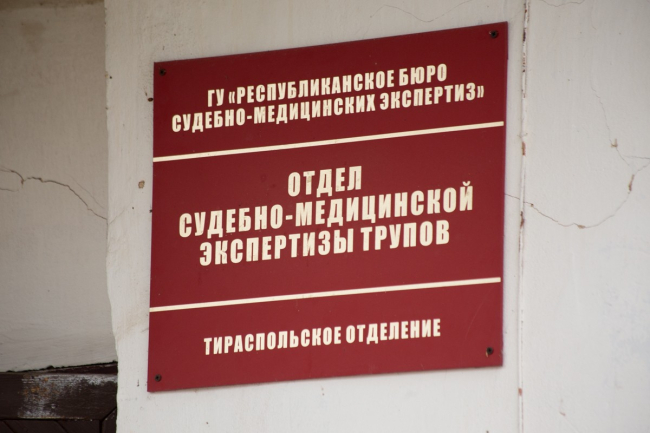 ГУ «РЕСПУБЛИКАНСКОЕ БЮРО
СУДЕБНО-МЕДИЦИНСКИХ ЭКСПЕРТИЗ»
ОТДЕЛ
СУДЕБНО-МЕДИЦИНСКОЙ
ЭКСПЕРТИЗЫ ТРУПОВ
ТИРАСПОЛЬСКОЕ ОТДЕЛЕНИЕ